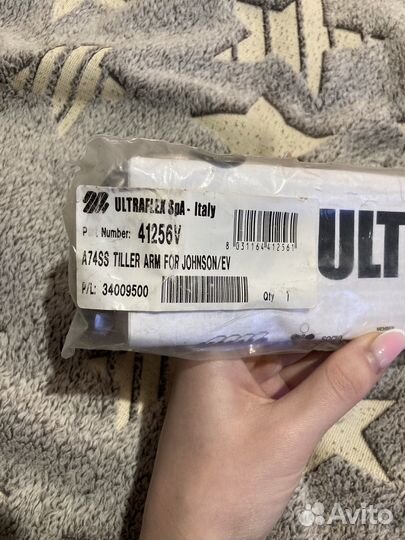 ULTRAFLEX SpA - Italy
Part Number: 41256V
8 031164 412561
A74SS TILLER ARM FOR JOHNSON/EV
P/L: 34009500
Qty 1
ULT
Avito